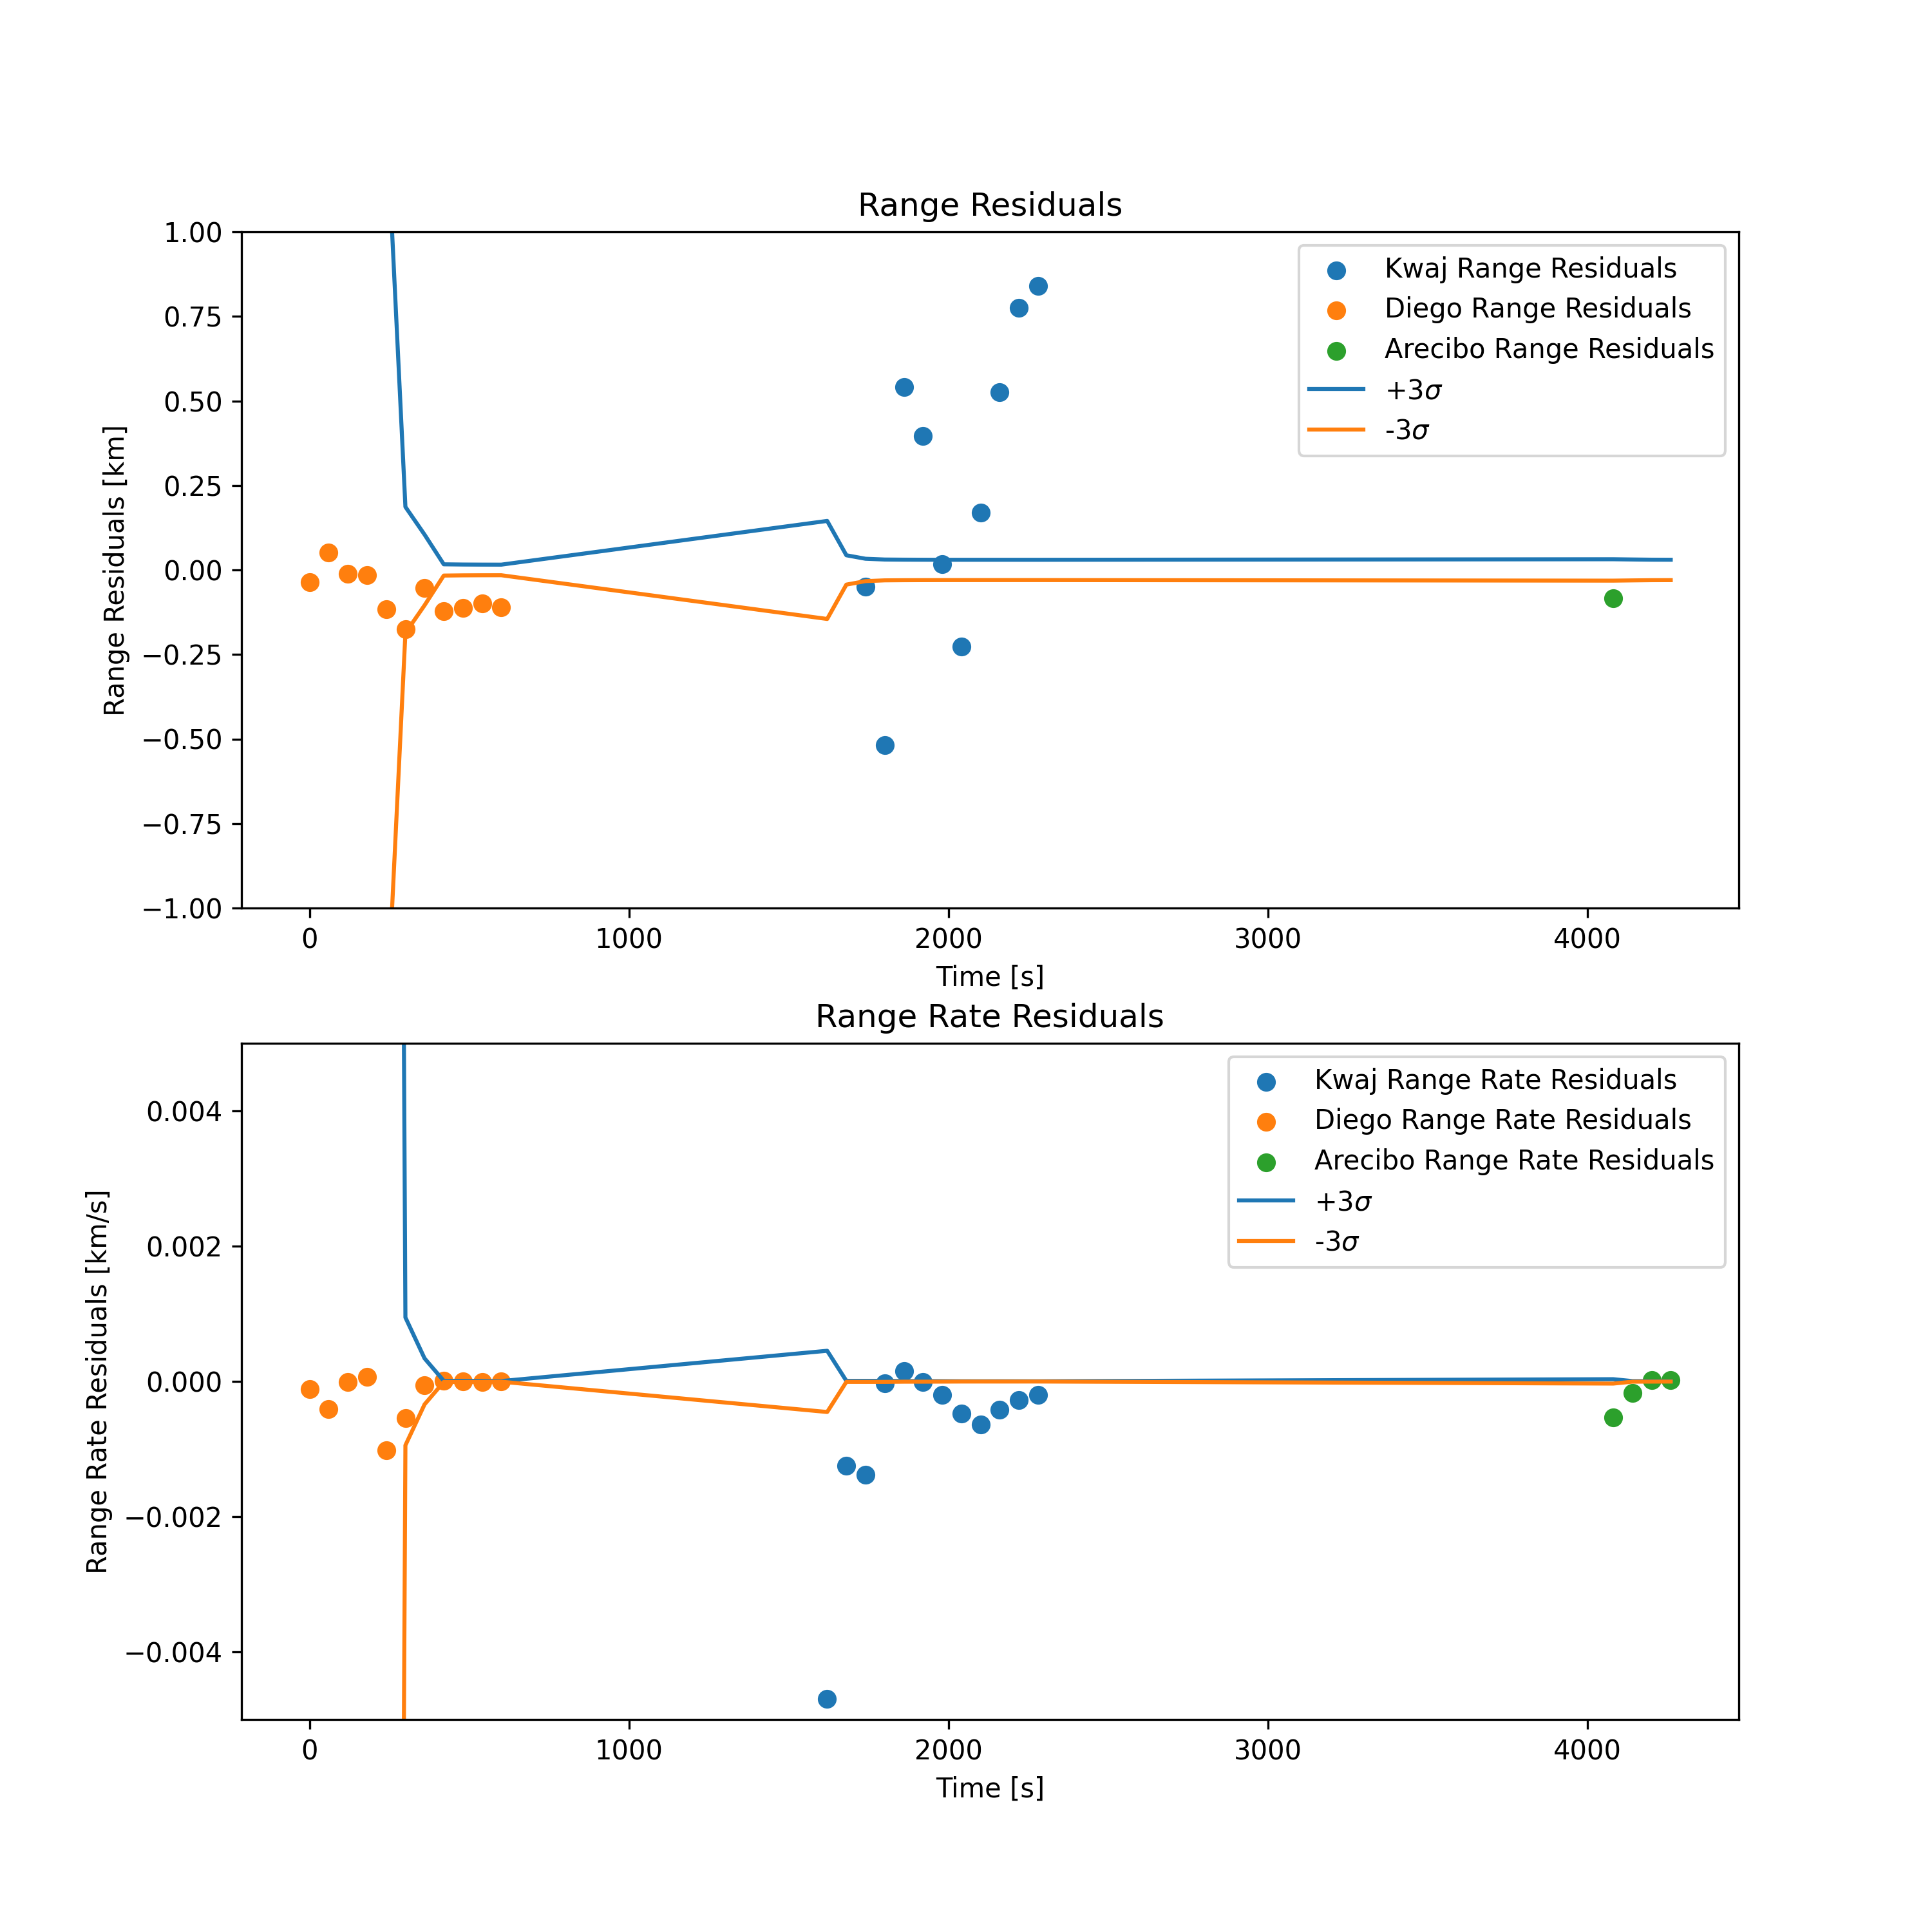 Range Residuals
1.00
0.75
0.50
0.25
0.00
−0.25
−0.50
−0.75
−1.00
Range Residuals [km]
Kwaj Range Residuals
Diego Range Residuals
Arecibo Range Residuals
+3σ
-3σ
0 1000 2000 3000 4000
Time [s]
Range Rate Residuals
0.004
0.002
0.000
−0.002
−0.004
Range Rate Residuals [km/s]
Kwaj Range Rate Residuals
Diego Range Rate Residuals
Arecibo Range Rate Residuals
+3σ
-3σ
0 1000 2000 3000 4000
Time [s]